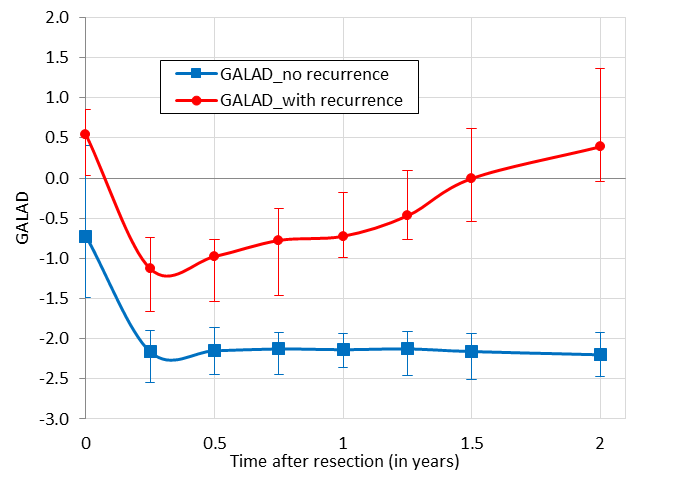 2.0
1.5
1.0
0.5
0.0
-0.5
-1.0
-1.5
-2.0
-2.5
-3.0
GALAD
GALAD_no recurrence
GALAD_with recurrence
0 0.5 1 1.5 2
Time after resection (in years)